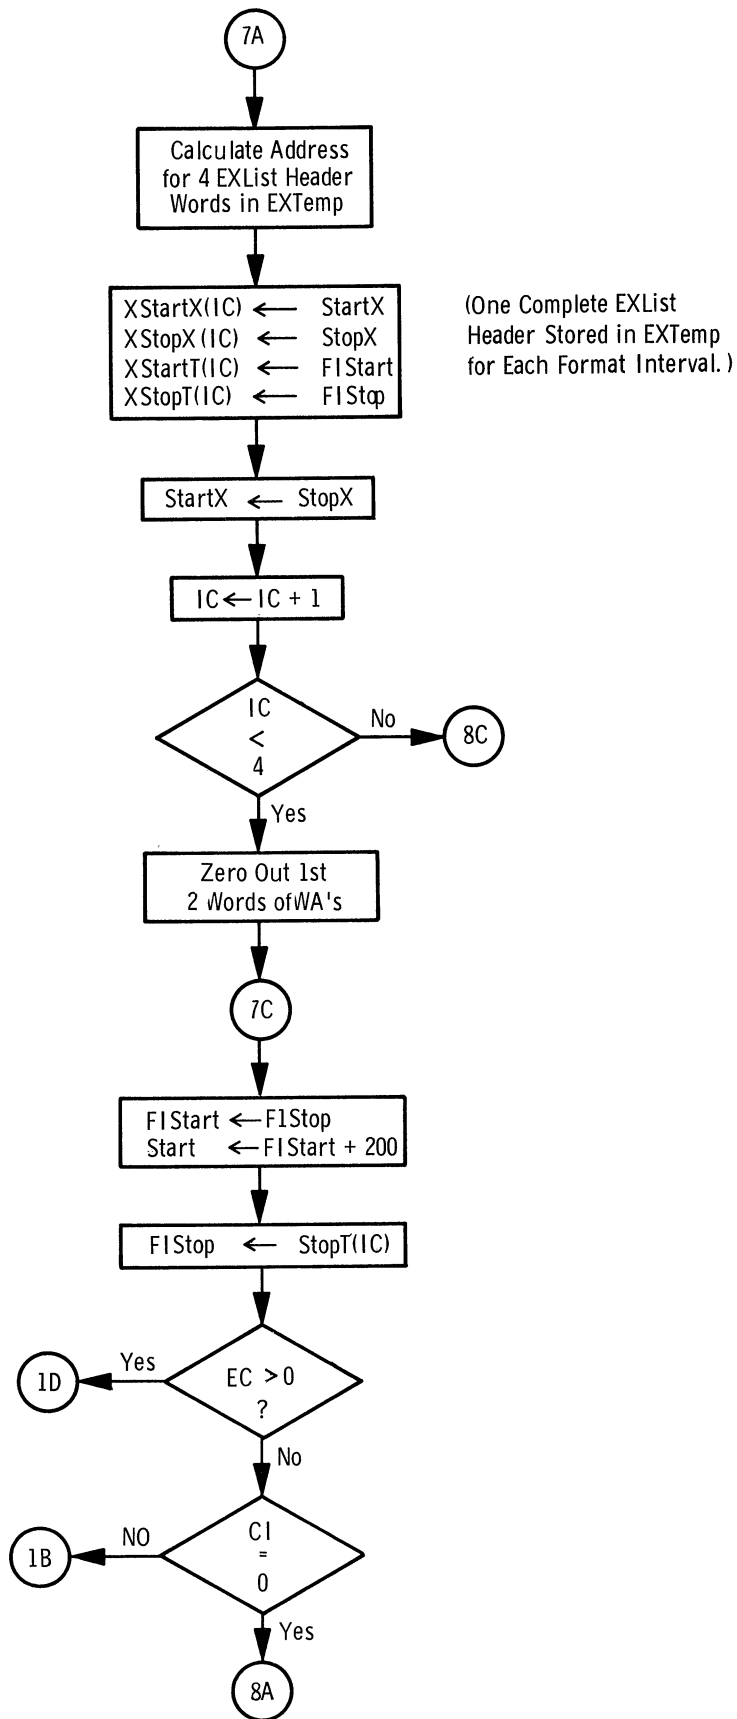 7A
Calculate Address
for 4 EXList Header
Words in EXTemp
XStartX(IC) ← StartX
XStopX(IC) ← StopX
XStartT(IC) ← FIStart
XStopT(IC) ← FIStop
(One Complete EXList
Header Stored in EXTemp
for Each Format Interval.)
StartX ← StopX
IC ← IC + 1
IC
<
4
No
8C
Yes
Zero Out 1st
2 Words of WA's
7C
FIStart ← FIStop
Start ← FIStart + 200
FIStop ← StopT(IC)
EC > 0
?
Yes
1D
No
CI
=
0
NO
1B
Yes
8A